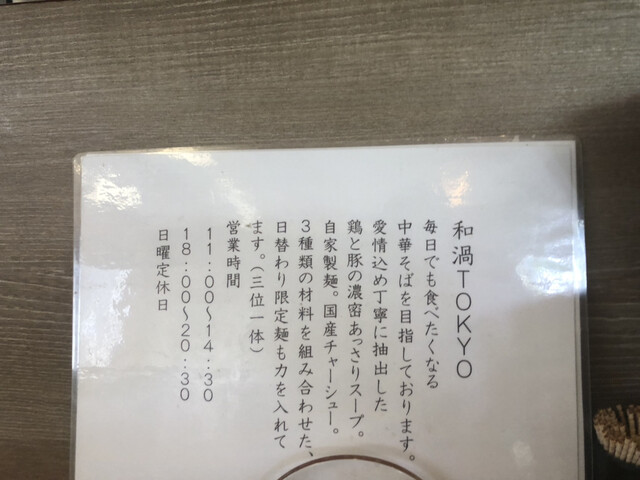 和渦TOKYO
毎日でも食べたくなる
中華そばを目指しております。
愛情込め丁寧に抽出した
鶏と豚の濃密あっさりスープ。
自家製麺。国産チャーシュー。
3種類の材料を組み合わせた、
日替わり限定麺も力を入れて
ます。(三位一体)
営業時間
11:00〜14:30
18:00〜20:30
日曜定休日